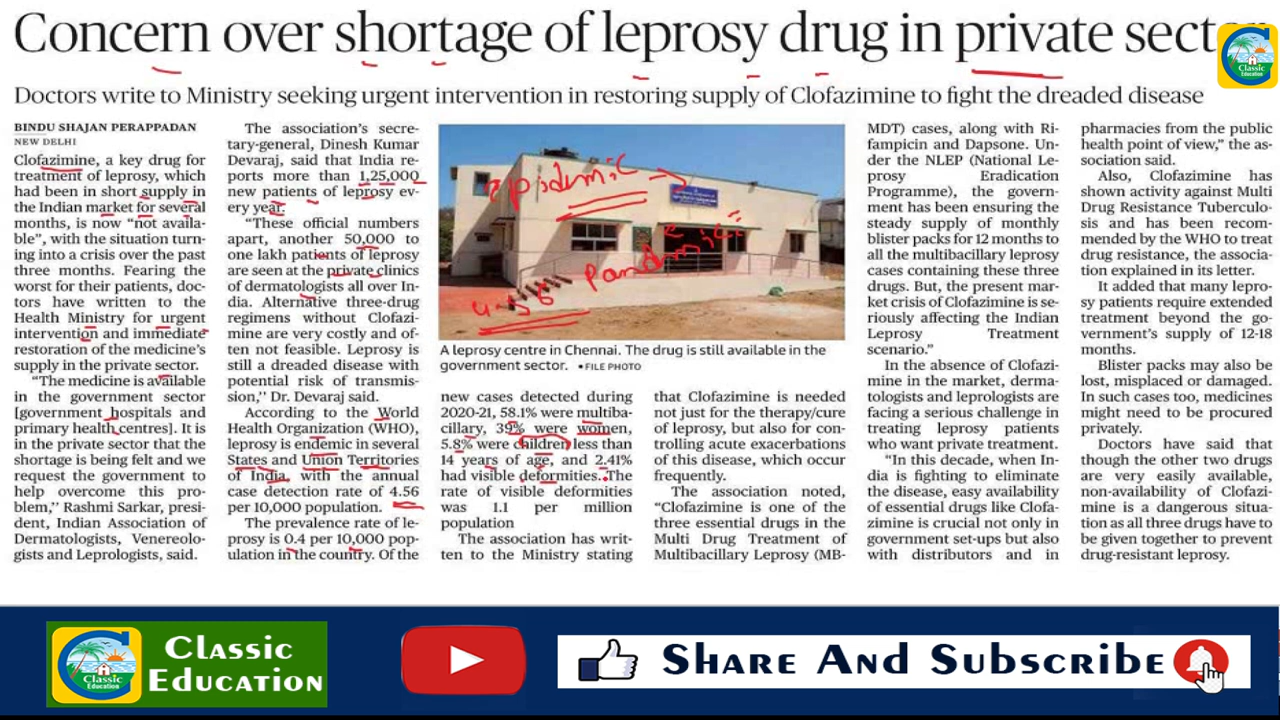 Concern over shortage of leprosy drug in private sector
Doctors write to Ministry seeking urgent intervention in restoring supply of Clofazimine to fight the dreaded disease
BINDU SHAJAN PERAPPADAN
NEW DELHI
Clofazimine, a key drug for
treatment of leprosy, which
had been in short supply in
the Indian market for several
months, is now “not availa-
ble”, with the situation turn-
ing into a crisis over the past
three months. Fearing the
worst for their patients, doc-
tors have written to the
Health Ministry for urgent
intervention and immediate
restoration of the medicine’s
supply in the private sector.
“The medicine is available
in the government sector
[government hospitals and
primary health centres]. It is
in the private sector that the
shortage is being felt and we
request the government to
help overcome this pro-
blem,’’ Rashmi Sarkar, presi-
dent, Indian Association of
Dermatologists, Venereolo-
gists and Leprologists, said.
The association’s secre-
tary-general, Dinesh Kumar
Devaraj, said that India re-
ports more than 1,25,000
new patients of leprosy ev-
ery year.
“These official numbers
apart, another 50,000 to
one lakh patients of leprosy
are seen at the private clinics
of dermatologists all over In-
dia. Alternative three-drug
regimens without Clofazi-
mine are very costly and of-
ten not feasible. Leprosy is
still a dreaded disease with
potential risk of transmis-
sion,’’ Dr. Devaraj said.
According to the World
Health Organization (WHO),
leprosy is endemic in several
States and Union Territories
of India, with the annual
case detection rate of 4.56
per 10,000 population.
The prevalence rate of le-
prosy is 0.4 per 10,000 pop-
ulation in the country. Of the
epidemic
Pandemic
A leprosy centre in Chennai. The drug is still available in the
government sector. •FILE PHOTO
new cases detected during
2020-21, 58.1% were multiba-
cillary, 39% were women,
5.8% were children less than
14 years of age, and 2.41%
had visible deformities. The
rate of visible deformities
was 1.1 per million
population
The association has writ-
ten to the Ministry stating
that Clofazimine is needed
not just for the therapy/cure
of leprosy, but also for con-
trolling acute exacerbations
of this disease, which occur
frequently.
The association noted,
“Clofazimine is one of the
three essential drugs in the
Multi Drug Treatment of
Multibacillary Leprosy (MB-
MDT) cases, along with Ri-
fampicin and Dapsone. Un-
der the NLEP (National Le-
prosy Eradication
Programme), the govern-
ment has been ensuring the
steady supply of monthly
blister packs for 12 months to
all the multibacillary leprosy
cases containing these three
drugs. But, the present mar-
ket crisis of Clofazimine is se-
riously affecting the Indian
Leprosy Treatment
scenario.”
In the absence of Clofazi-
mine in the market, derma-
tologists and leprologists are
facing a serious challenge in
treating leprosy patients
who want private treatment.
“In this decade, when In-
dia is fighting to eliminate
the disease, easy availability
of essential drugs like Clofa-
zimine is crucial not only in
government set-ups but also
with distributors and in
pharmacies from the public
health point of view,” the as-
sociation said.
Also, Clofazimine has
shown activity against Multi
Drug Resistance Tuberculo-
sis and has been recom-
mended by the WHO to treat
drug resistance, the associa-
tion explained in its letter.
It added that many lepro-
sy patients require extended
treatment beyond the go-
vernment’s supply of 12-18
months.
Blister packs may also be
lost, misplaced or damaged.
In such cases too, medicines
might need to be procured
privately.
Doctors have said that
though the other two drugs
are very easily available,
non-availability of Clofazi-
mine is a dangerous situa-
tion as all three drugs have to
be given together to prevent
drug-resistant leprosy.
Classic
Education
Classic
Education
Classic
Education
Share And Subscribe